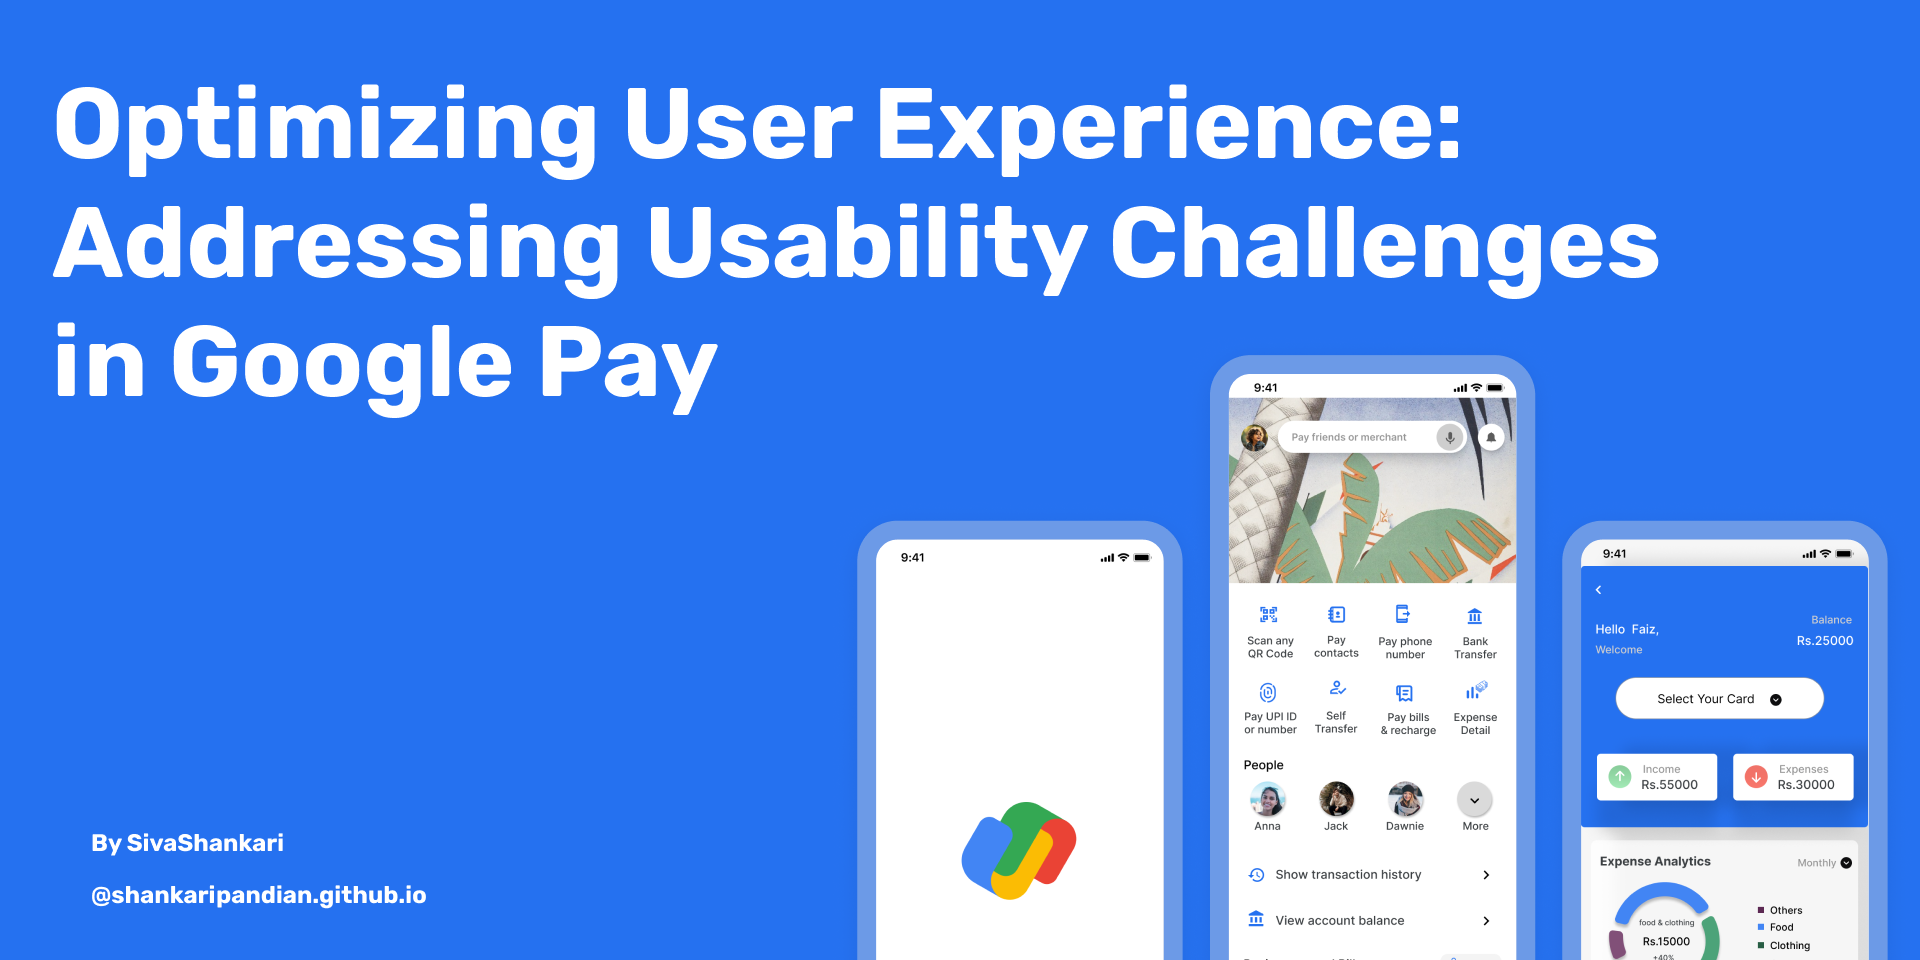 Optimizing User Experience:
Addressing Usability Challenges
in Google Pay
By SivaShankari
@shankaripandian.github.io
9:41
9:41
Pay friends or merchant
Scan any
QR Code
Pay
contacts
Pay phone
number
Bank
Transfer
Pay UPI ID
or number
Self
Transfer
Pay bills
& recharge
Expense
Detail
People
Anna
Jack
Dawnie
More
Show transaction history
View account balance
9:41
Hello Faiz,
Welcome
Balance
Rs.25000
Select Your Card
Income
Rs.55000
Expenses
Rs.30000
Expense Analytics
Monthly
food & clothing
Rs.15000
+40%
Others
Food
Clothing